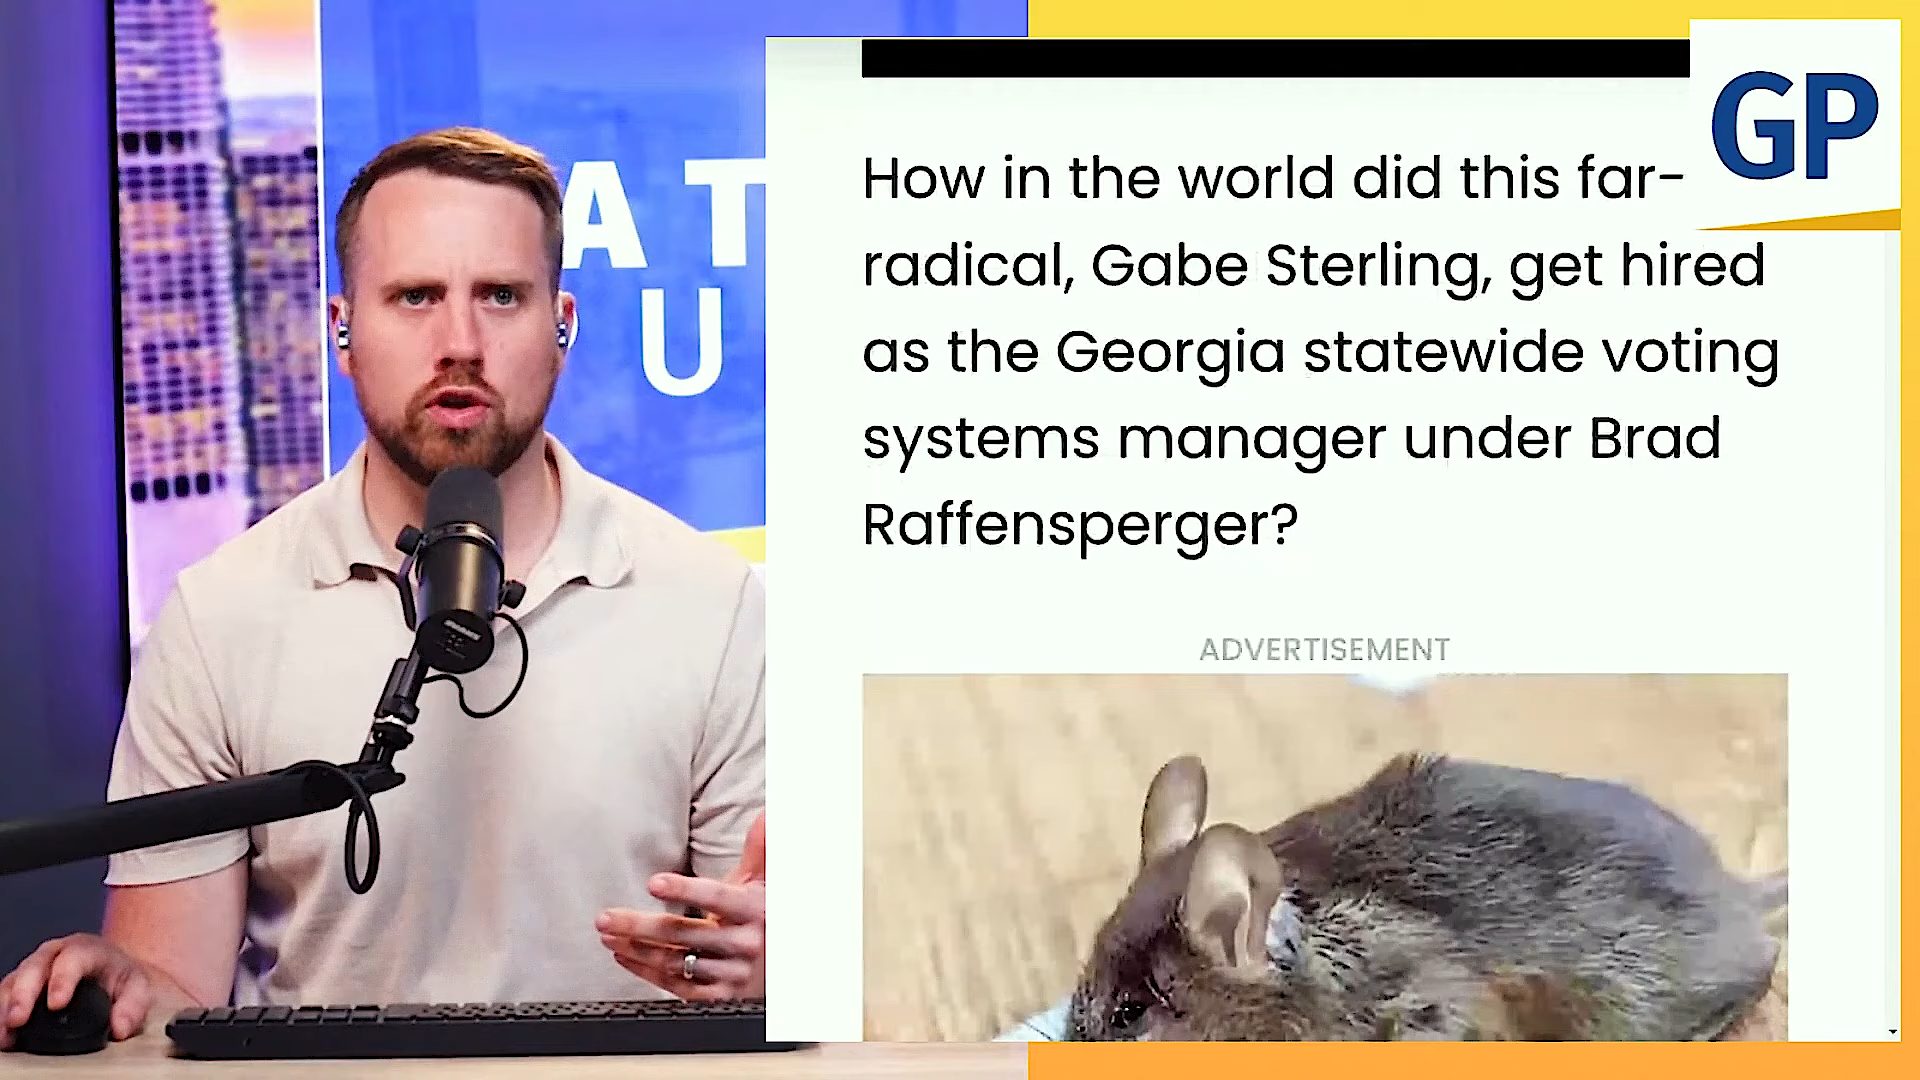 AT
U
GP
How in the world did this far-
radical, Gabe Sterling, get hired
as the Georgia statewide voting
systems manager under Brad
Raffensperger?
ADVERTISEMENT